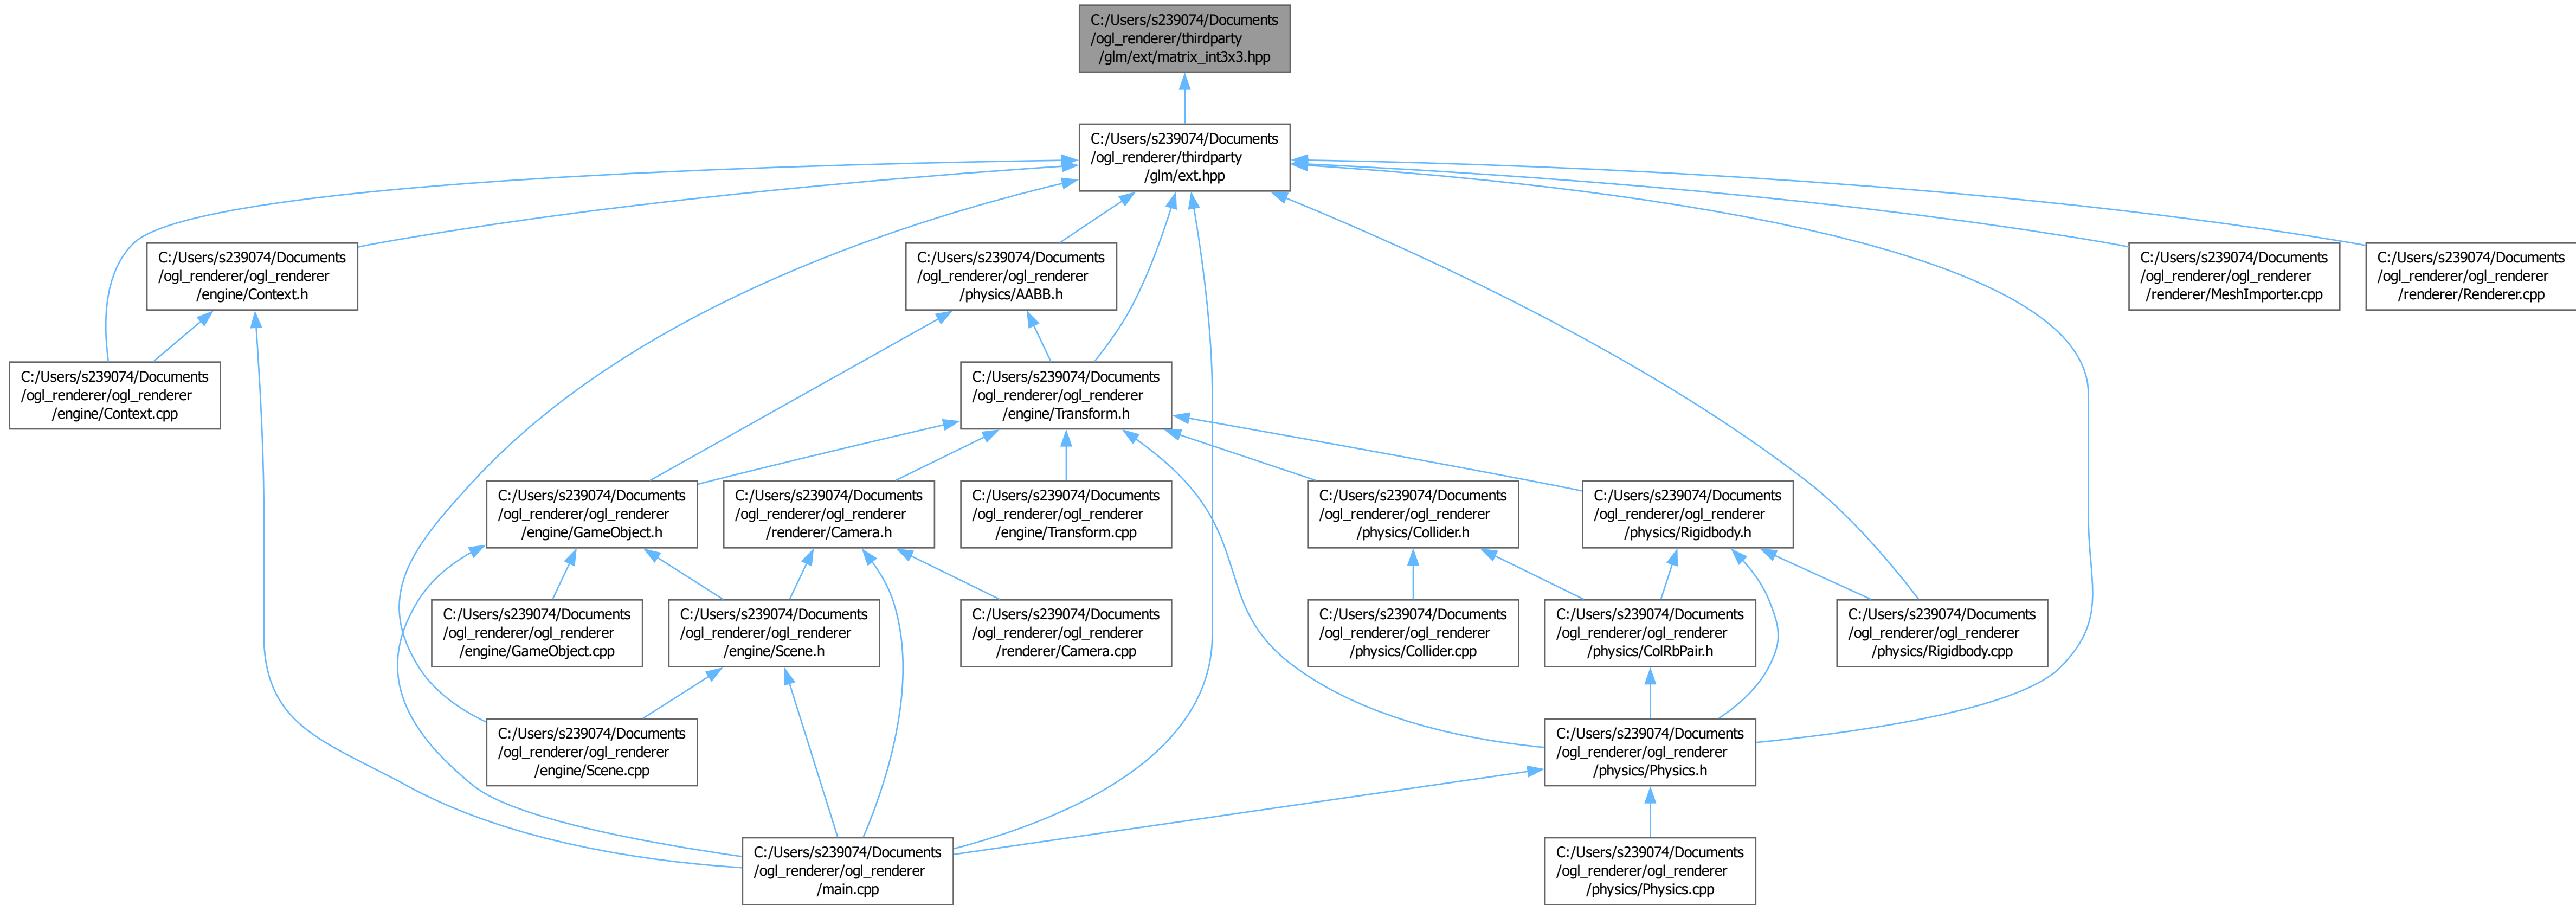 C:/Users/s239074/Documents
/ogl_renderer/thirdparty
/glm/ext/matrix_int3x3.hpp
C:/Users/s239074/Documents
/ogl_renderer/thirdparty
/glm/ext.hpp
C:/Users/s239074/Documents
/ogl_renderer/ogl_renderer
/engine/Context.h
C:/Users/s239074/Documents
/ogl_renderer/ogl_renderer
/physics/AABB.h
C:/Users/s239074/Documents
/ogl_renderer/ogl_renderer
/renderer/MeshImporter.cpp
C:/Users/s239074/Documents
/ogl_renderer/ogl_renderer
/renderer/Renderer.cpp
C:/Users/s239074/Documents
/ogl_renderer/ogl_renderer
/engine/Context.cpp
C:/Users/s239074/Documents
/ogl_renderer/ogl_renderer
/engine/Transform.h
C:/Users/s239074/Documents
/ogl_renderer/ogl_renderer
/engine/GameObject.h
C:/Users/s239074/Documents
/ogl_renderer/ogl_renderer
/renderer/Camera.h
C:/Users/s239074/Documents
/ogl_renderer/ogl_renderer
/engine/Transform.cpp
C:/Users/s239074/Documents
/ogl_renderer/ogl_renderer
/physics/Collider.h
C:/Users/s239074/Documents
/ogl_renderer/ogl_renderer
/physics/Rigidbody.h
C:/Users/s239074/Documents
/ogl_renderer/ogl_renderer
/engine/GameObject.cpp
C:/Users/s239074/Documents
/ogl_renderer/ogl_renderer
/engine/Scene.h
C:/Users/s239074/Documents
/ogl_renderer/ogl_renderer
/renderer/Camera.cpp
C:/Users/s239074/Documents
/ogl_renderer/ogl_renderer
/physics/Collider.cpp
C:/Users/s239074/Documents
/ogl_renderer/ogl_renderer
/physics/ColRbPair.h
C:/Users/s239074/Documents
/ogl_renderer/ogl_renderer
/physics/Rigidbody.cpp
C:/Users/s239074/Documents
/ogl_renderer/ogl_renderer
/engine/Scene.cpp
C:/Users/s239074/Documents
/ogl_renderer/ogl_renderer
/physics/Physics.h
C:/Users/s239074/Documents
/ogl_renderer/ogl_renderer
/main.cpp
C:/Users/s239074/Documents
/ogl_renderer/ogl_renderer
/physics/Physics.cpp